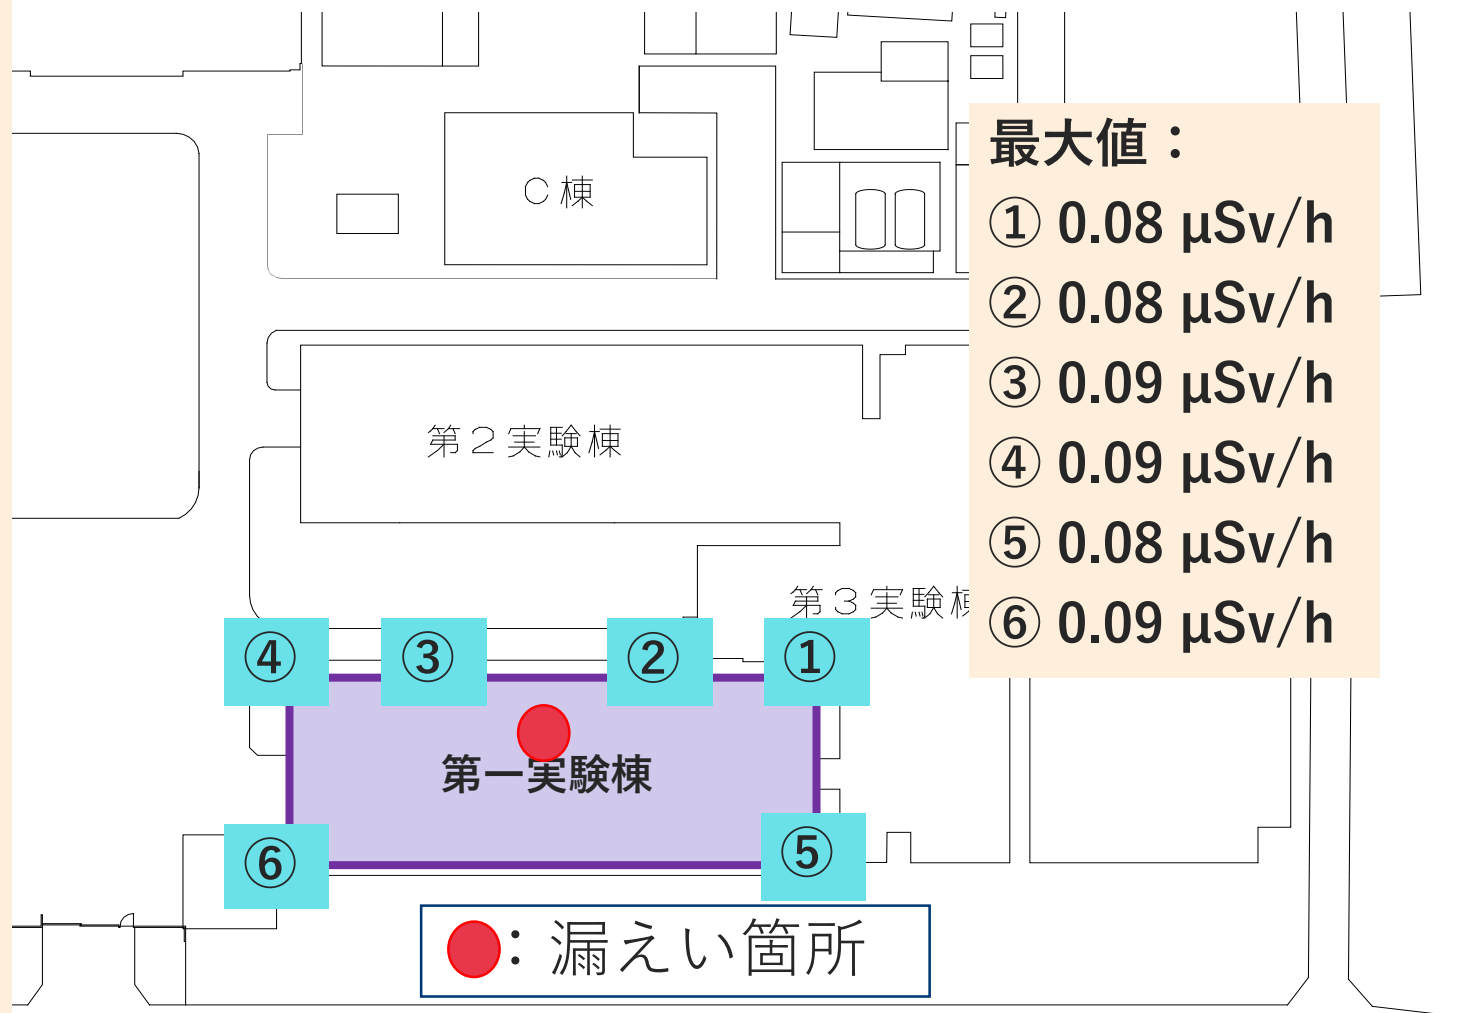 C棟
最大値：
① 0.08 μSv/h
② 0.08 μSv/h
③ 0.09 μSv/h
④ 0.09 μSv/h
⑤ 0.08 μSv/h
⑥ 0.09 μSv/h
第２実験棟
第３実験棟
④
③
②
①
第一実験棟
⑥
⑤
：漏えい箇所